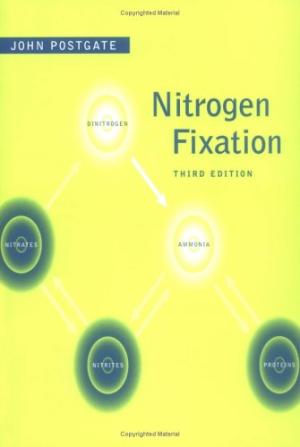 Copyrighted Material
JOHN POSTGATE
Nitrogen
Fixation
THIRD EDITION
DINITROGEN
NITRATES
AMMONIA
NITRITES
PROTEINS
Copyrighted Material